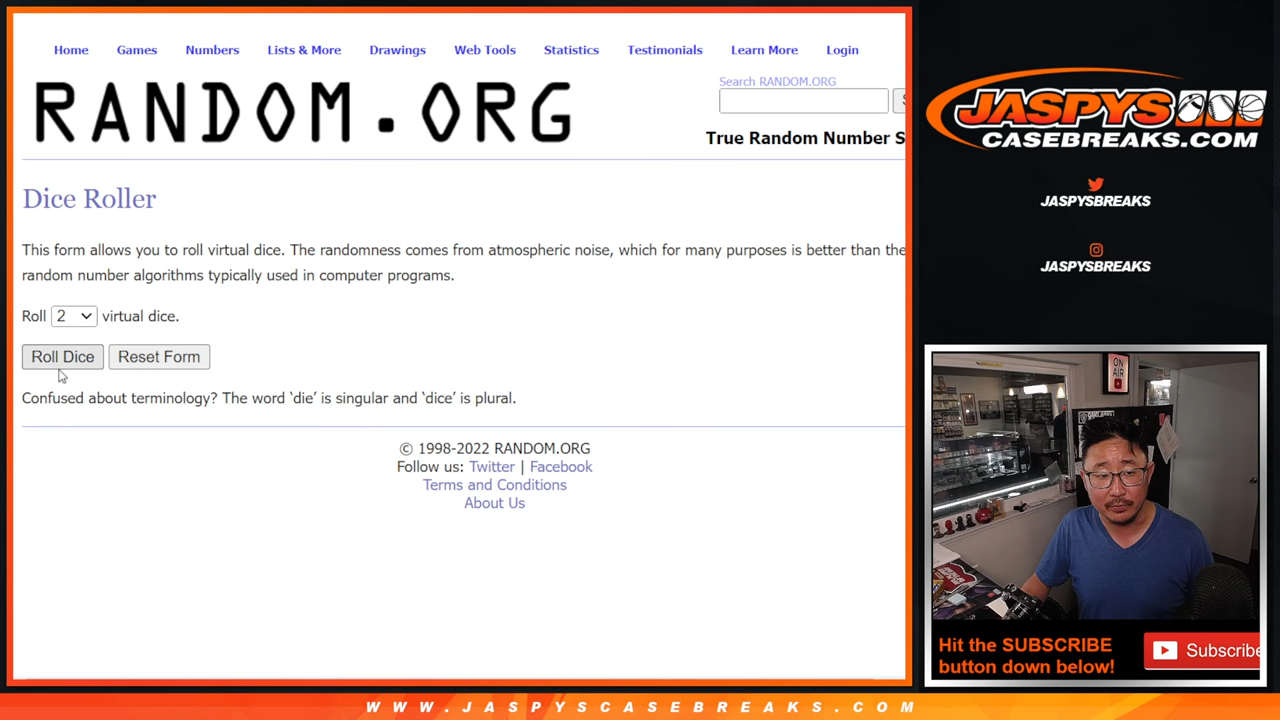 Home Games Numbers Lists & More Drawings Web Tools Statistics Testimonials Learn More Login
Search RANDOM.ORG
RANDOM.ORG
True Random Number S
Dice Roller
This form allows you to roll virtual dice. The randomness comes from atmospheric noise, which for many purposes is better than the
random number algorithms typically used in computer programs.
Roll 2 virtual dice.
Roll Dice Reset Form
Confused about terminology? The word ‘die’ is singular and ‘dice’ is plural.
© 1998-2022 RANDOM.ORG
Follow us: Twitter | Facebook
Terms and Conditions
About Us
JASPYS
CASEBREAKS.COM
JASPYSBREAKS
JASPYSBREAKS
ON
AIR
Hit the SUBSCRIBE
button down below!
Subscribe
WWW.JASPYSCASEBREAKS.COM